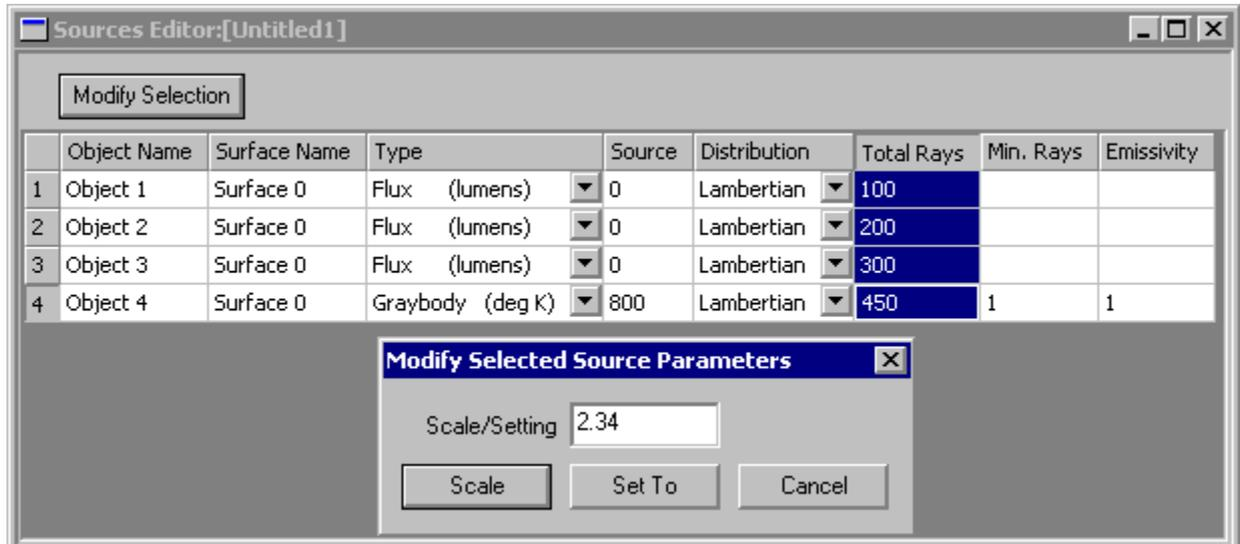 Sources Editor:[Untitled1]
Modify Selection
Object Name Surface Name Type Source Distribution Total Rays Min. Rays Emissivity
1 Object 1 Surface 0 Flux (lumens) 0 Lambertian 100
2 Object 2 Surface 0 Flux (lumens) 0 Lambertian 200
3 Object 3 Surface 0 Flux (lumens) 0 Lambertian 300
4 Object 4 Surface 0 Graybody (deg K) 800 Lambertian 450 1 1
Modify Selected Source Parameters
Scale/Setting 2.34
Scale Set To Cancel